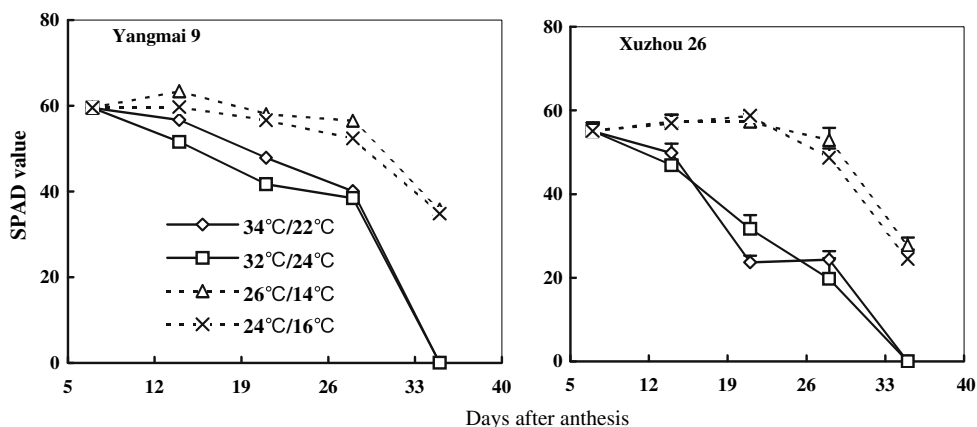 Yangmai 9
Xuzhou 26
SPAD value
80
60
40
20
0
5 12 19 26 33 40
34℃/22℃
32℃/24℃
26℃/14℃
24℃/16℃
80
60
40
20
0
5 12 19 26 33 40
Days after anthesis